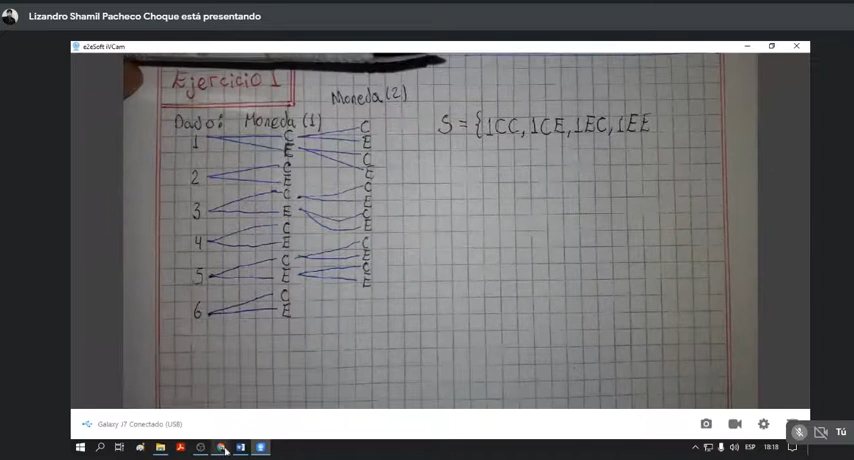 Lizandro Shamil Pacheco Choque está presentando
e2eSoft iVCam
Ejercicio 1
Dado: Moneda (1) Moneda (2)
S = {1CC, 1CE, 1EC, 1EE
1 C C
E E
C
E
2 C
E
3 C C
E
E C
E
4 C
E
5 C C
E
E C
E
6 C
E
Galaxy J7 Conectado (USB)
Tú
ESP 18:18